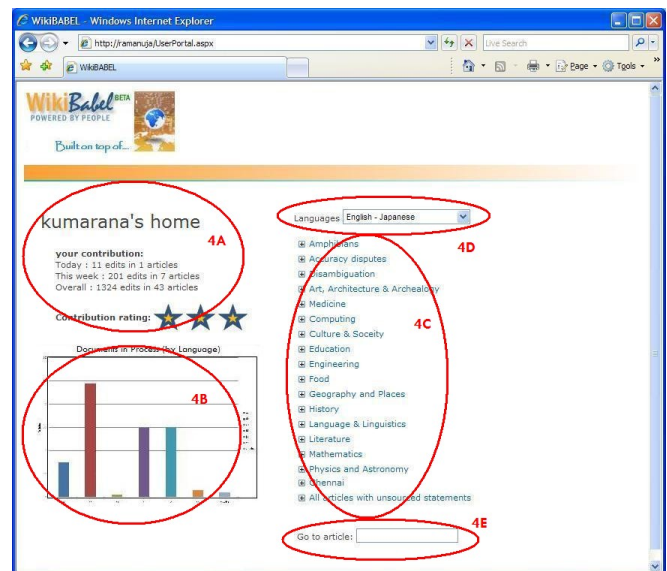 WikiBABEL - Windows Internet Explorer
http://ramanuja/UserPortal.aspx
Live Search
WikiBABEL
Page
Tools
WikiBabel BETA
POWERED BY PEOPLE
Built on top of...
kumarana's home
4A
your contribution:
Today : 11 edits in 1 articles
This week : 201 edits in 7 articles
Overall : 1324 edits in 43 articles
Contribution rating:
Documents in Process (by Language)
4B
Languages English - Japanese
4D
Amphibians
Accuracy disputes
Disambiguation
Art, Architecture & Archealogy
Medicine
Computing
4C
Culture & Soceity
Education
Engineering
Food
Geography and Places
History
Language & Linguistics
Literature
Mathematics
Physics and Astronomy
Chennai
All articles with unsourced statements
4E
Go to article: